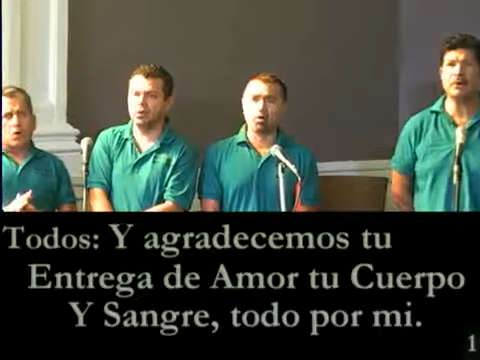 Todos: Y agradecemos tu
Entrega de Amor tu Cuerpo
Y Sangre, todo por mi.
1